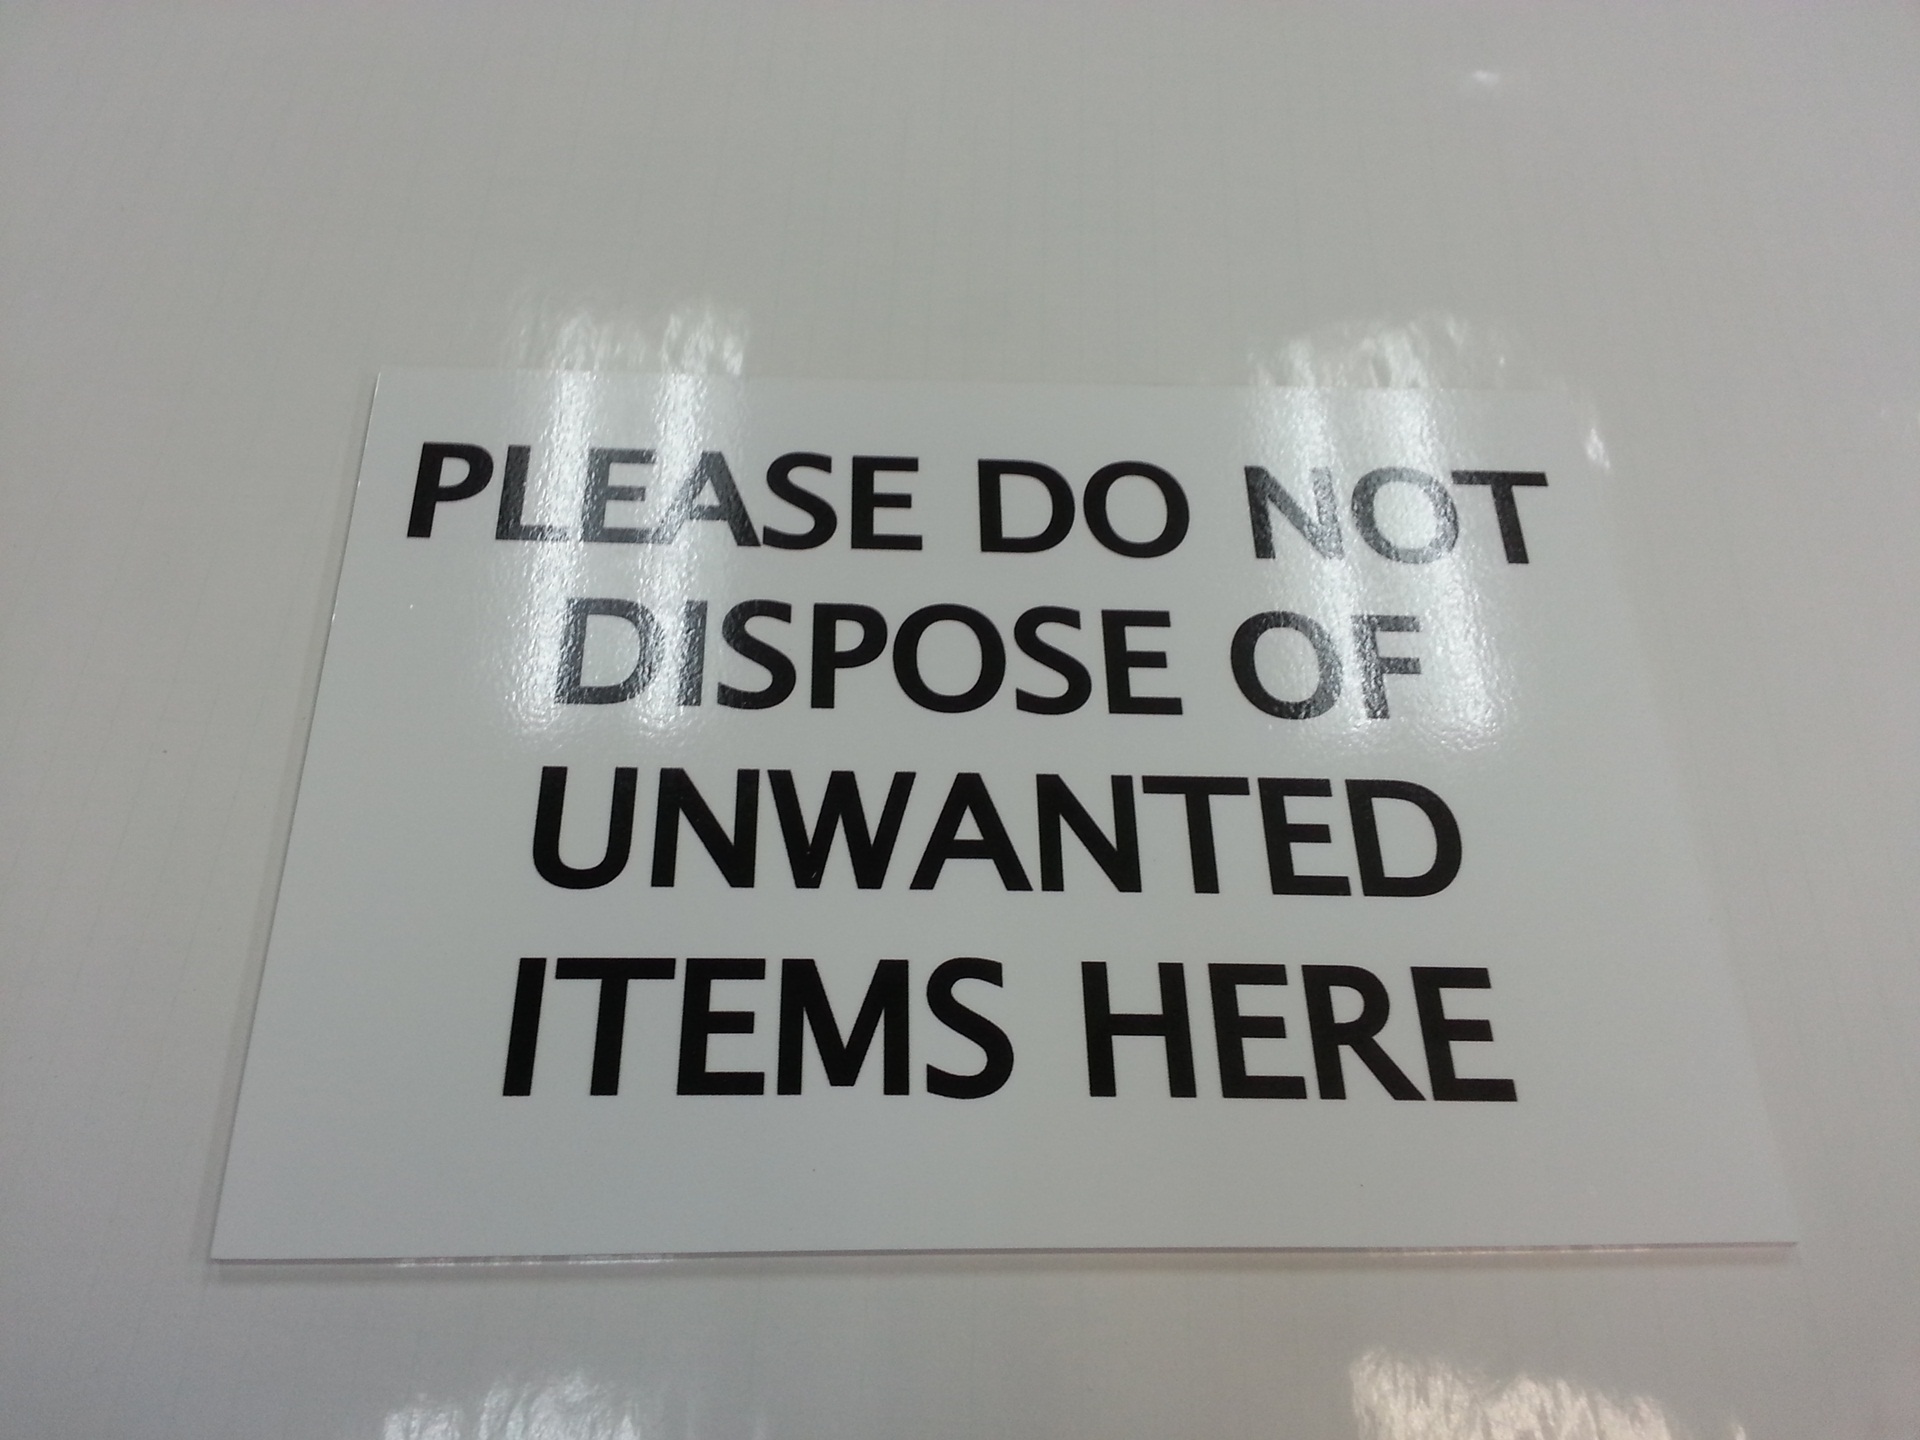 PLEASE DO NOT
DISPOSE OF
UNWANTED
ITEMS HERE